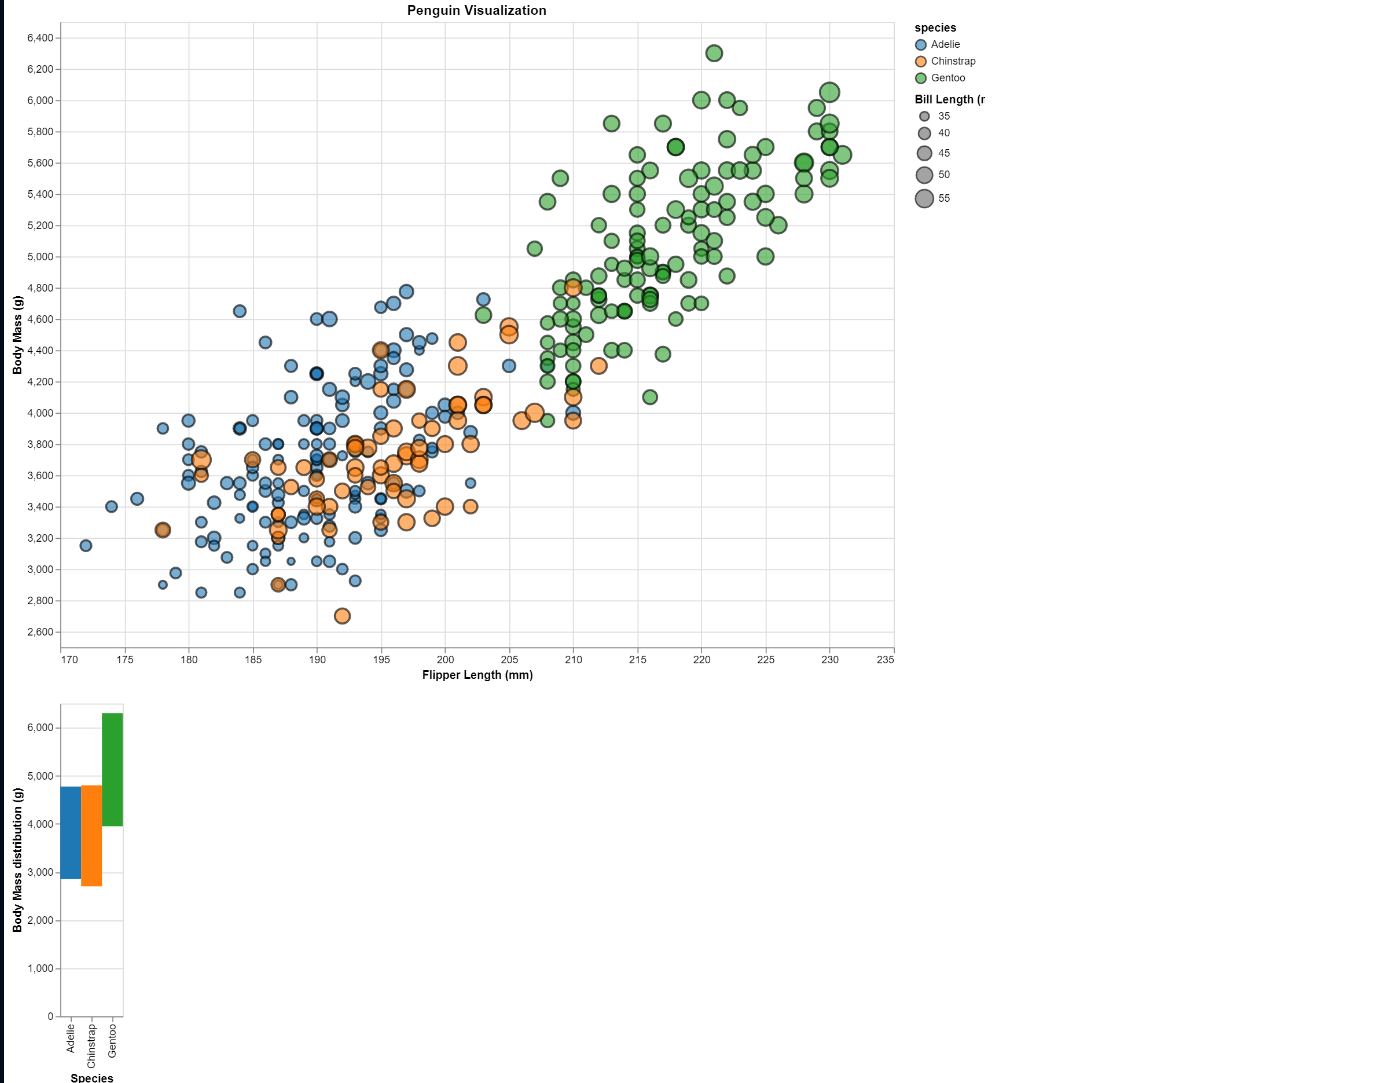 Penguin Visualization
6,400
6,200
6,000
5,800
5,600
5,400
5,200
5,000
4,800
4,600
4,400
4,200
4,000
3,800
3,600
3,400
3,200
3,000
2,800
2,600
Body Mass (g)
170 175 180 185 190 195 200 205 210 215 220 225 230 235
Flipper Length (mm)
species
Adelie
Chinstrap
Gentoo
Bill Length (r
35
40
45
50
55
6,000
5,000
4,000
3,000
2,000
1,000
0
Body Mass distribution (g)
Adelie
Chinstrap
Gentoo
Species